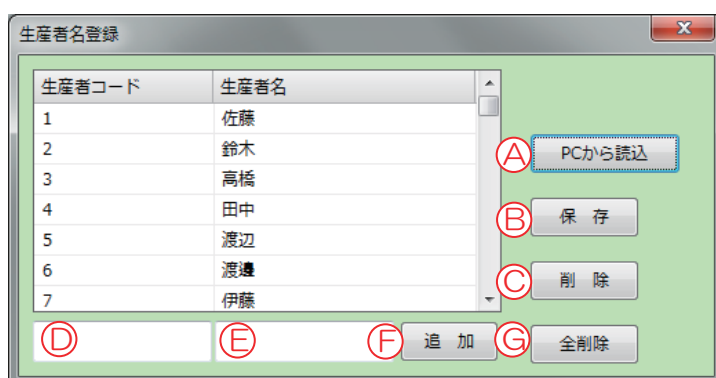 生産者名登録
生産者コード 生産者名
1 佐藤
2 鈴木
3 高橋
4 田中
5 渡辺
6 渡邊
7 伊藤
Ⓐ PCから読込
Ⓑ 保 存
Ⓒ 削 除
Ⓓ Ⓔ Ⓕ 追 加 Ⓖ 全削除